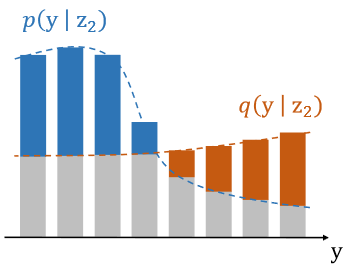 p(y | z₂)
q(y | z₂)
y